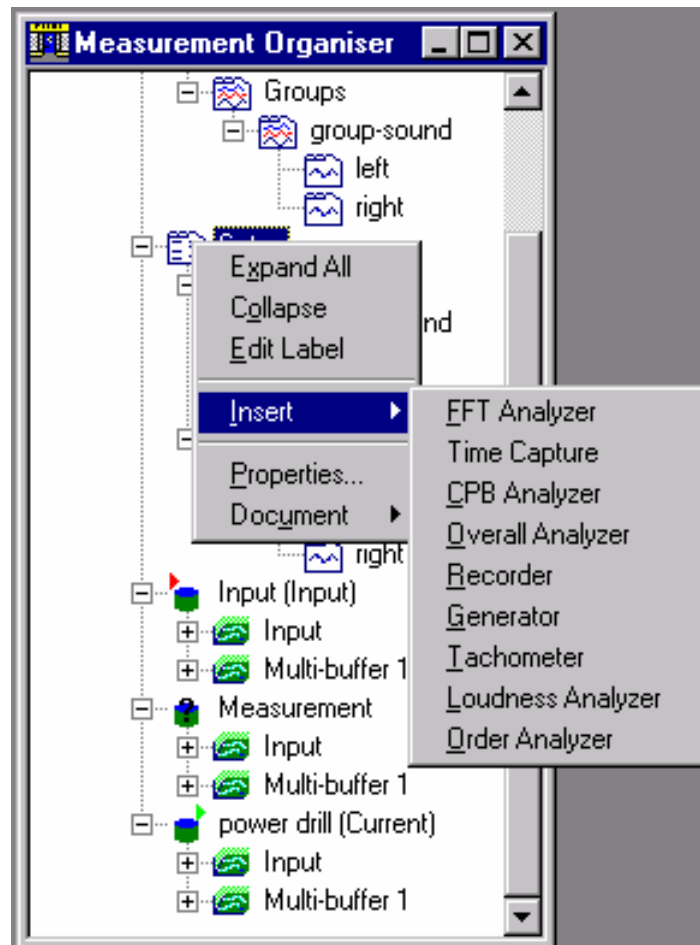 Measurement Organiser
Groups
group-sound
left
right
Expand All
Collapse
Edit Label
Insert
Properties...
Document
FFT Analyzer
Time Capture
CPB Analyzer
Overall Analyzer
Recorder
Generator
Tachometer
Loudness Analyzer
Order Analyzer
right
Input (Input)
Input
Multi-buffer 1
Measurement
Input
Multi-buffer 1
power drill (Current)
Input
Multi-buffer 1